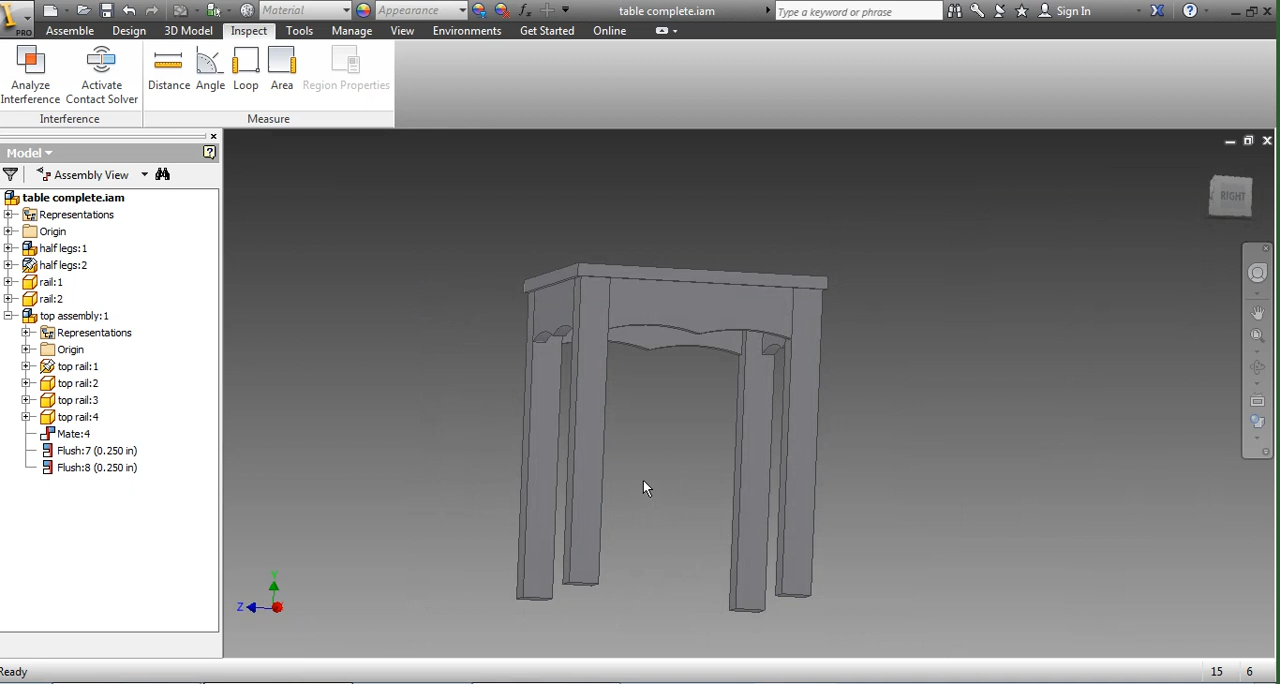 Material
Appearance
table complete.iam
Type a keyword or phrase
Sign In
PRO
Assemble Design 3D Model Inspect Tools Manage View Environments Get Started Online
Analyze Interference
Activate Contact Solver
Distance
Angle
Loop
Area
Region Properties
Interference
Measure
Model
Assembly View
table complete.iam
Representations
Origin
half legs:1
half legs:2
rail:1
rail:2
top assembly:1
Representations
Origin
top rail:1
top rail:2
top rail:3
top rail:4
Mate:4
Flush:7 (0.250 in)
Flush:8 (0.250 in)
RIGHT
Y
Z
Ready
15 6